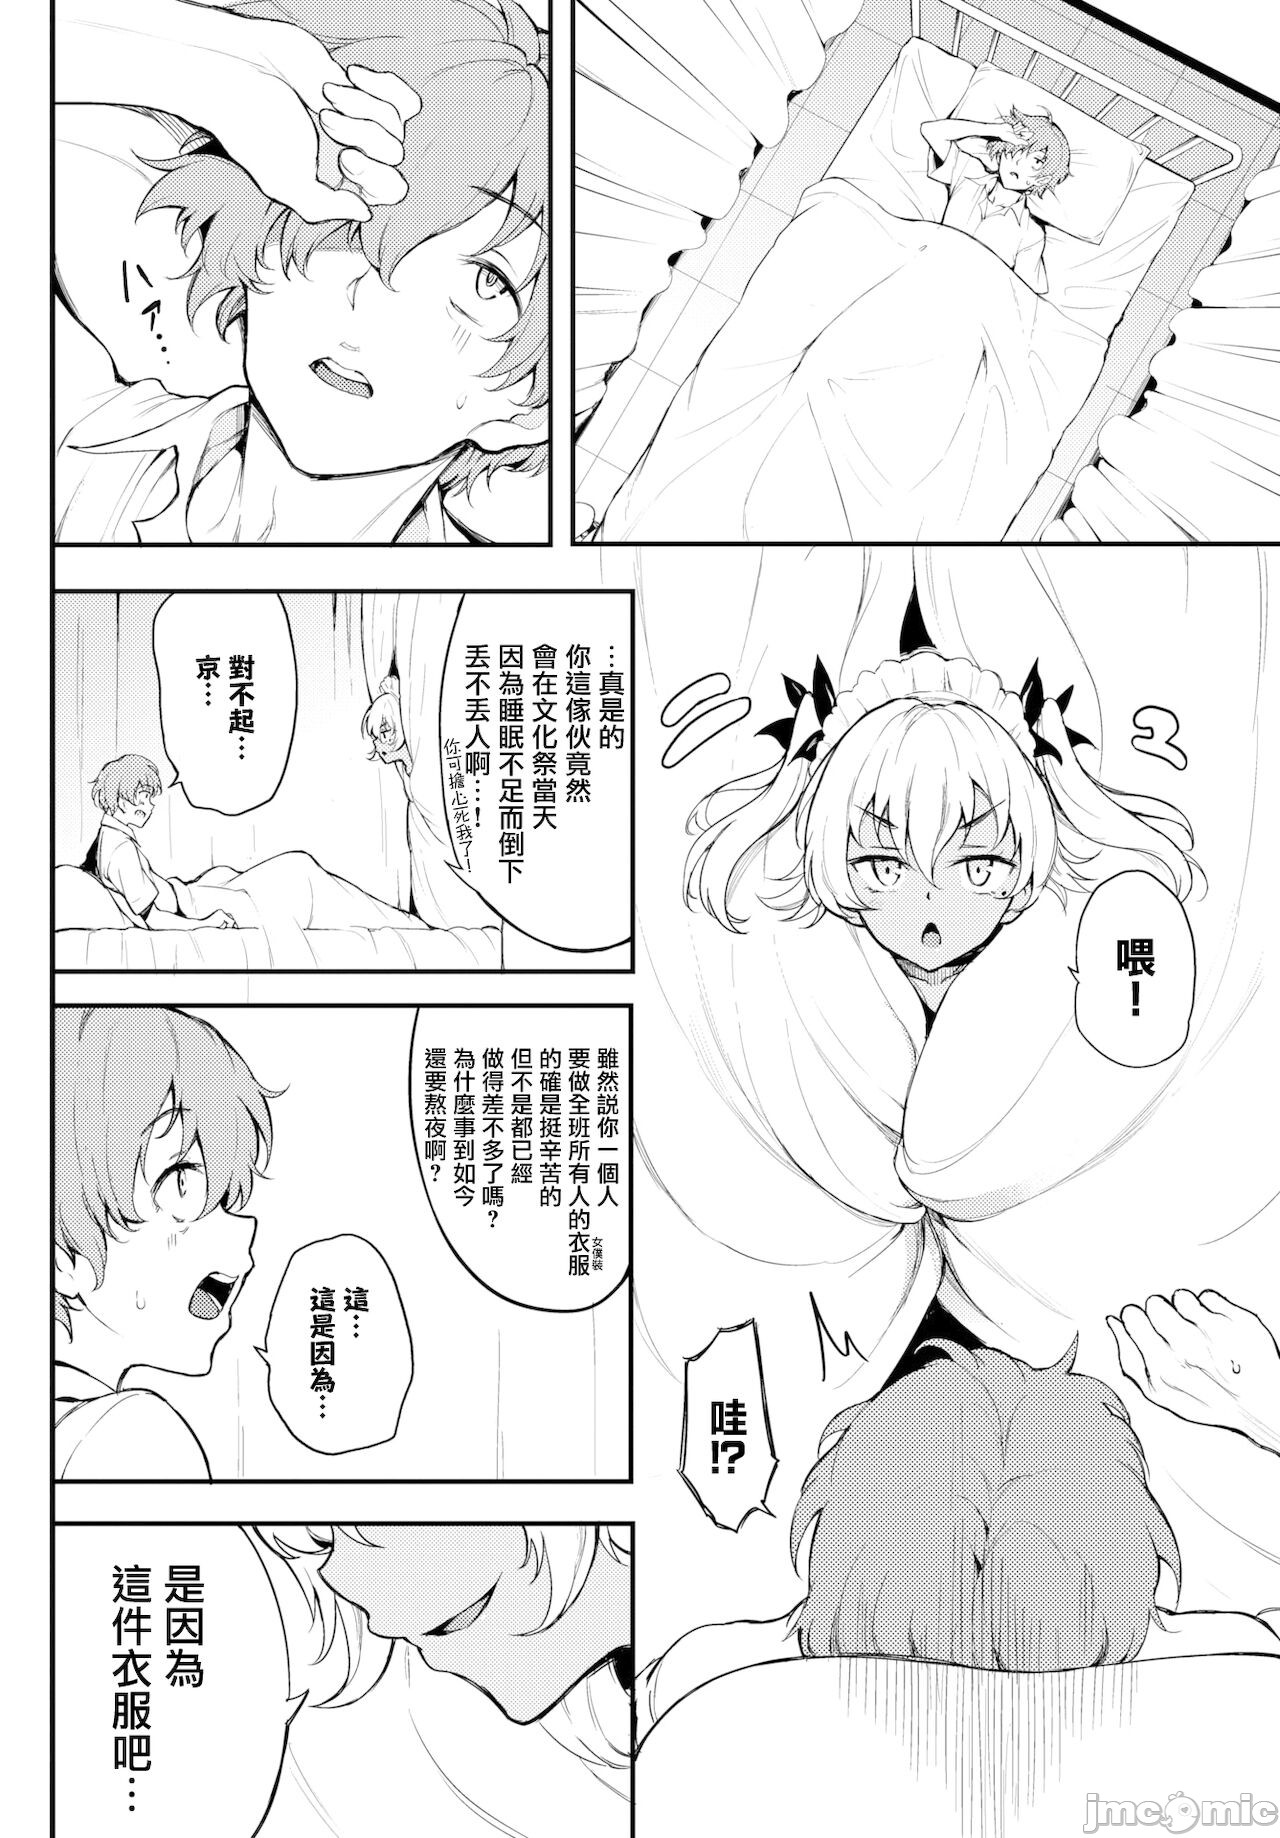 ハァ…
ニュ
喂！
哇!?
…真是的
你這傢伙竟然
會在文化祭當天
因為睡眠不足而倒下
丟不丟人啊…！
你可擔心死我了！
對不起…
京…
雖然説你一個人
要做全班所有人的衣服
女僕裝
的確是挺辛苦的
但不是都已經
做得差不多了嗎？
為什麼事到如今
還要熬夜啊？
這…
這是因為…
是因為
這件衣服吧…
jmcomic